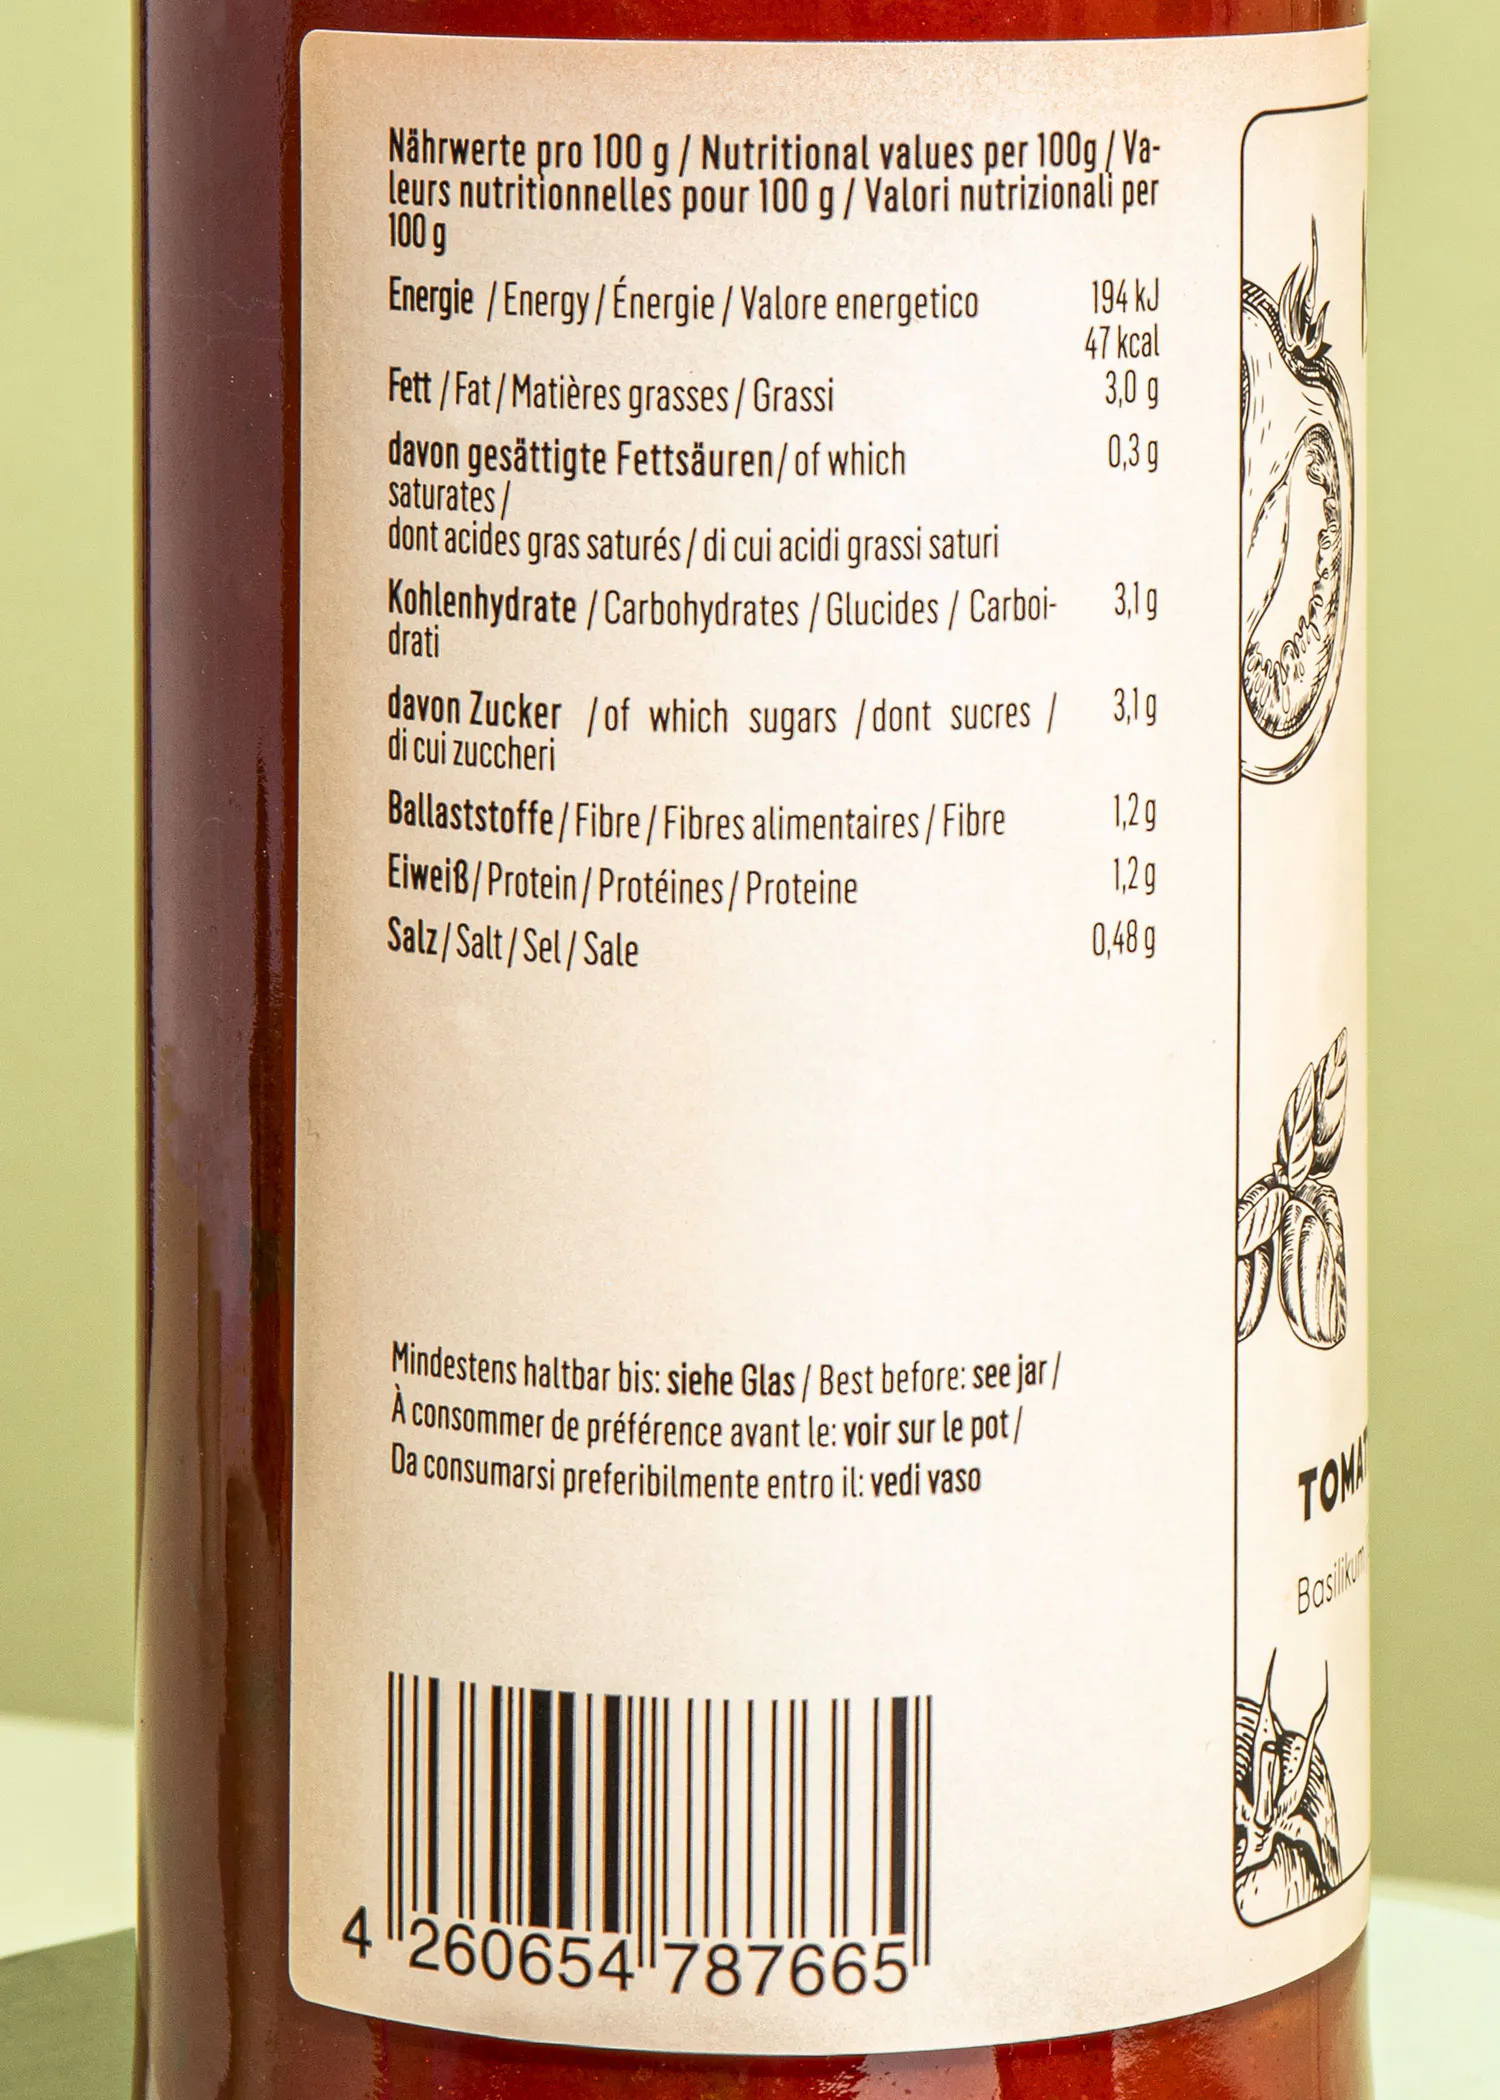 Nährwerte pro 100 g / Nutritional values per 100g / Va-
leurs nutritionnelles pour 100 g / Valori nutrizionali per
100 g
Energie / Energy / Énergie / Valore energetico 194 kJ
47 kcal
Fett / Fat / Matières grasses / Grassi 3,0 g
davon gesättigte Fettsäuren / of which 0,3 g
saturates /
dont acides gras saturés / di cui acidi grassi saturi
Kohlenhydrate / Carbohydrates / Glucides / Carboi- 3,1 g
drati
davon Zucker / of which sugars / dont sucres / 3,1 g
di cui zuccheri
Ballaststoffe / Fibre / Fibres alimentaires / Fibre 1,2 g
Eiweiß / Protein / Protéines / Proteine 1,2 g
Salz / Salt / Sel / Sale 0,48 g
Mindestens haltbar bis: siehe Glas / Best before: see jar /
À consommer de préférence avant le: voir sur le pot /
Da consumarsi preferibilmente entro il: vedi vaso
TOMAT
Basilikum
4 260654 787665